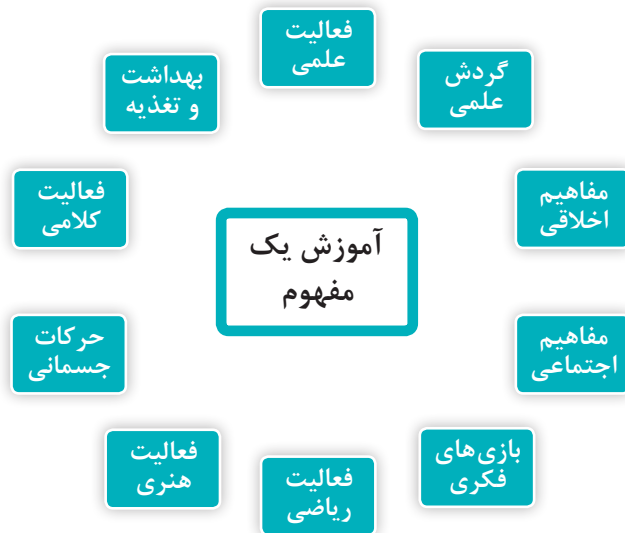 فعالیت
علمی
گردش
علمی
بهداشت
و تغذیه
مفاهیم
اخلاقی
فعالیت
کلامی
آموزش یک
مفهوم
مفاهیم
اجتماعی
حرکات
جسمانی
بازی‌های
فکری
فعالیت
هنری
فعالیت
ریاضی